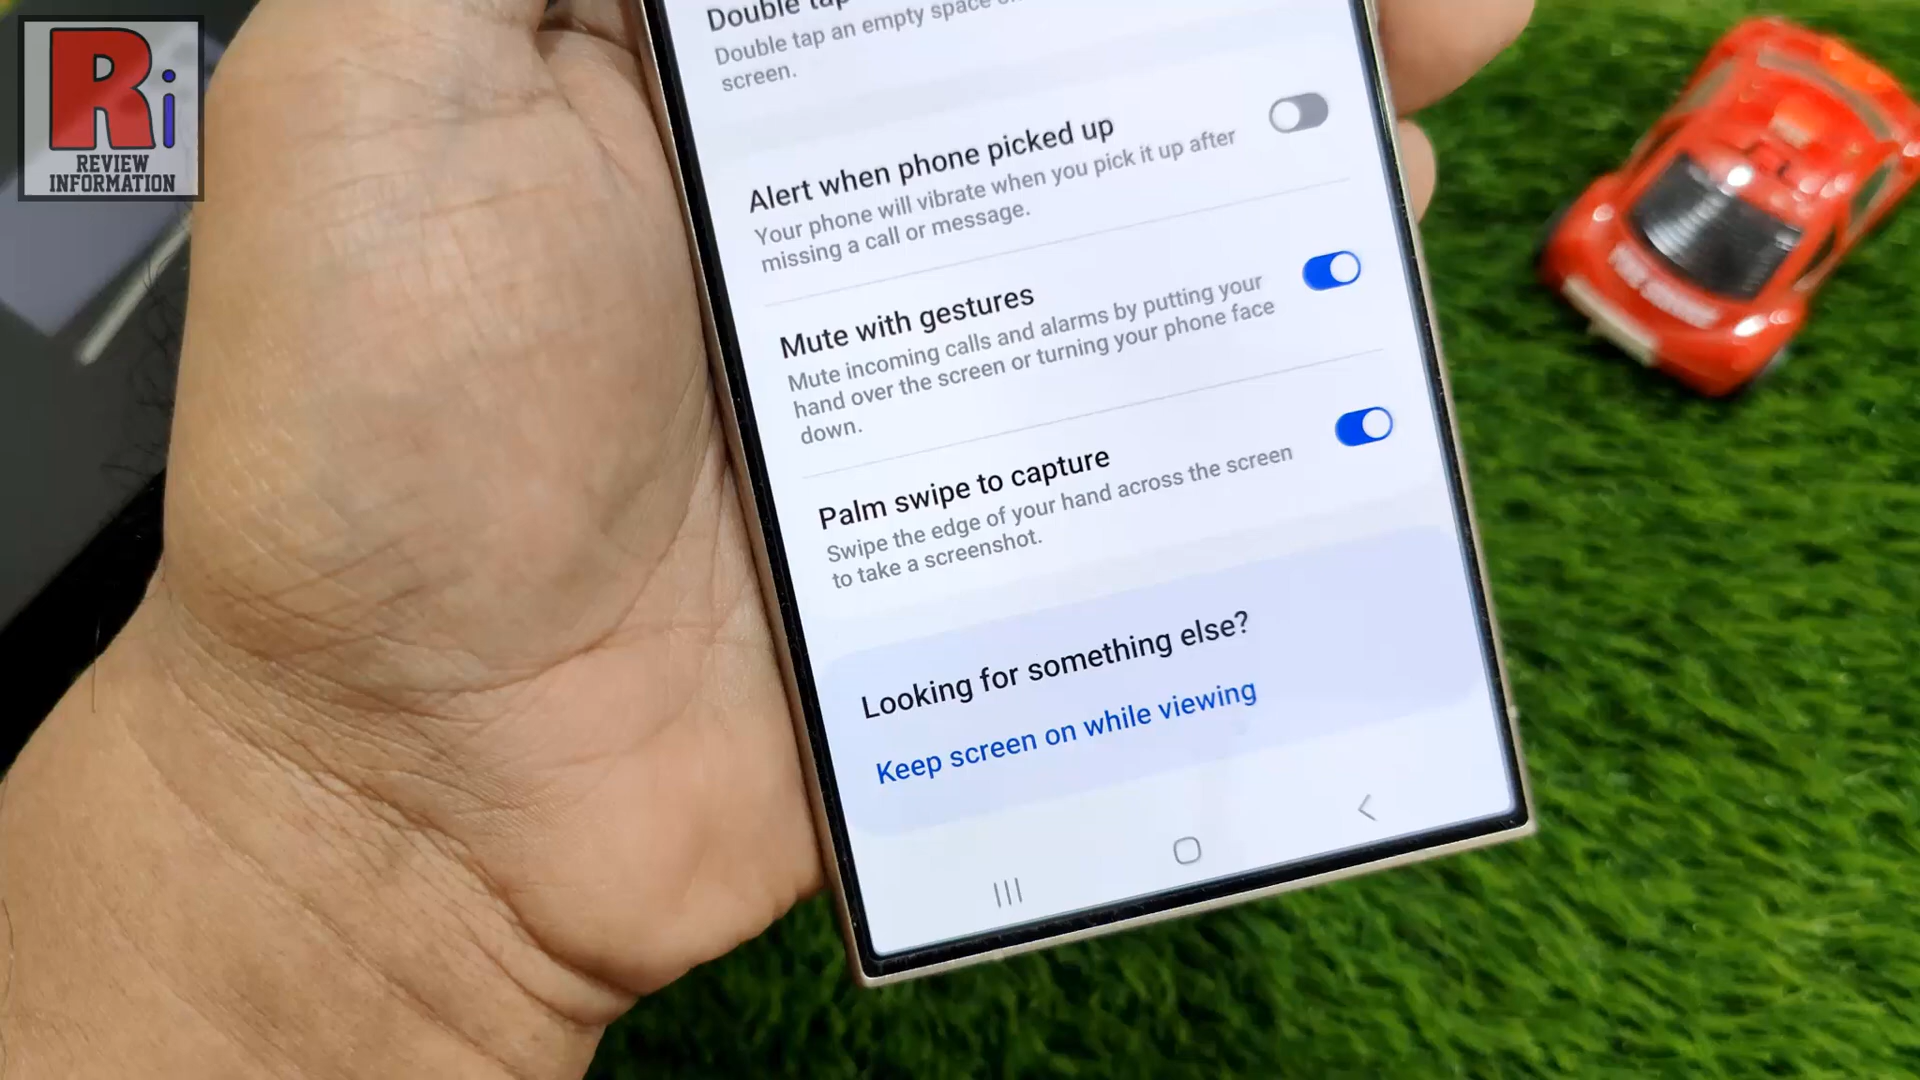 Ri
REVIEW
INFORMATION
Double tap
Double tap an empty space
screen.
Alert when phone picked up
Your phone will vibrate when you pick it up after
missing a call or message.
Mute with gestures
Mute incoming calls and alarms by putting your
hand over the screen or turning your phone face
down.
Palm swipe to capture
Swipe the edge of your hand across the screen
to take a screenshot.
Looking for something else?
Keep screen on while viewing